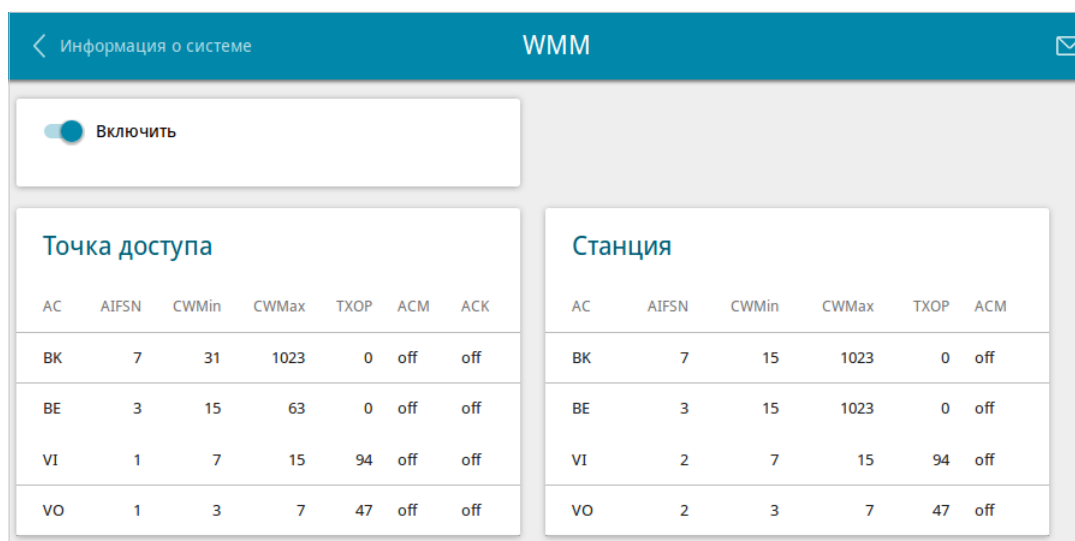 Информация о системе WMM
Включить
Точка доступа
AC AIFSN CWMin CWMax TXOP ACM ACK
BK 7 31 1023 0 off off
BE 3 15 63 0 off off
VI 1 7 15 94 off off
VO 1 3 7 47 off off
Станция
AC AIFSN CWMin CWMax TXOP ACM
BK 7 15 1023 0 off
BE 3 15 1023 0 off
VI 2 7 15 94 off
VO 2 3 7 47 off